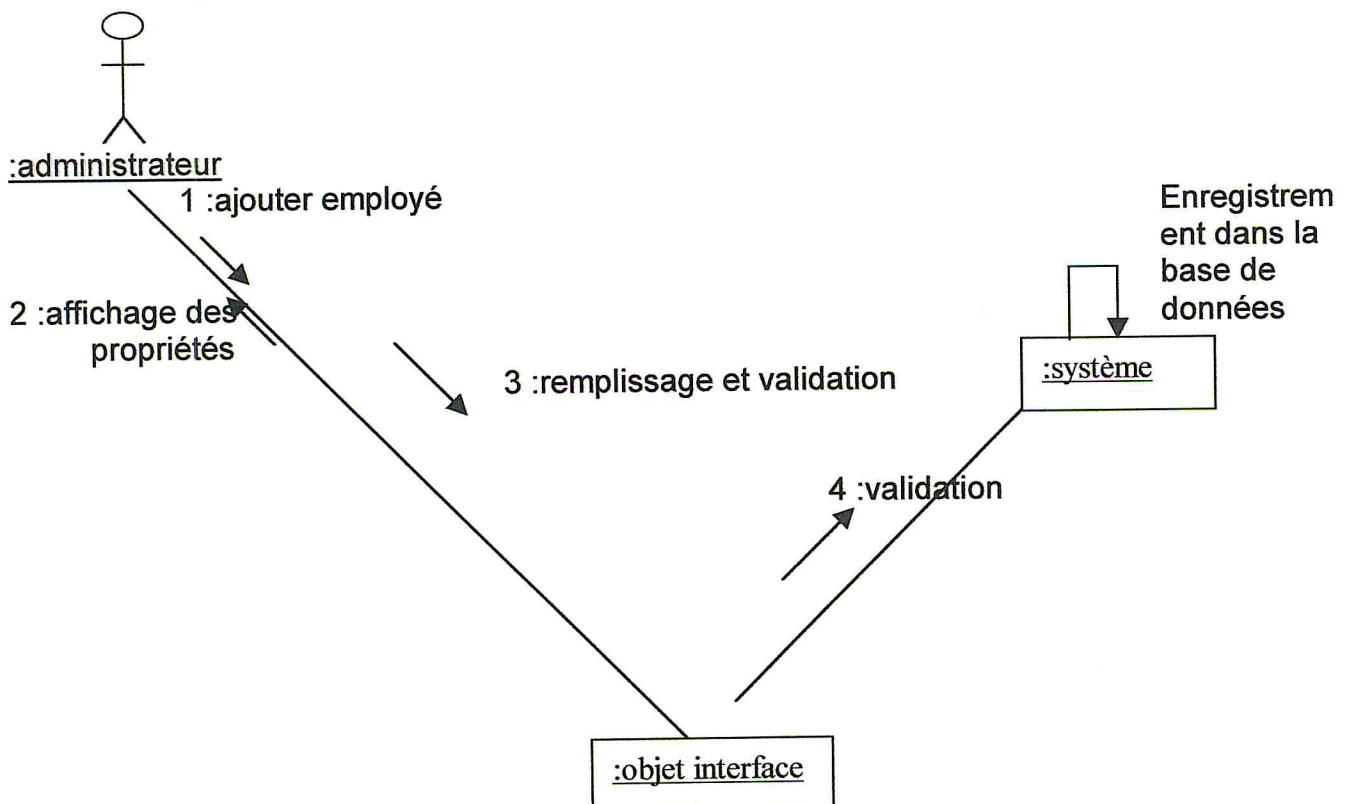 :administrateur
1 :ajouter employé
2 :affichage des
propriétés
3 :remplissage et validation
4 :validation
Enregistrem
ent dans la
base de
données
:système
:objet interface